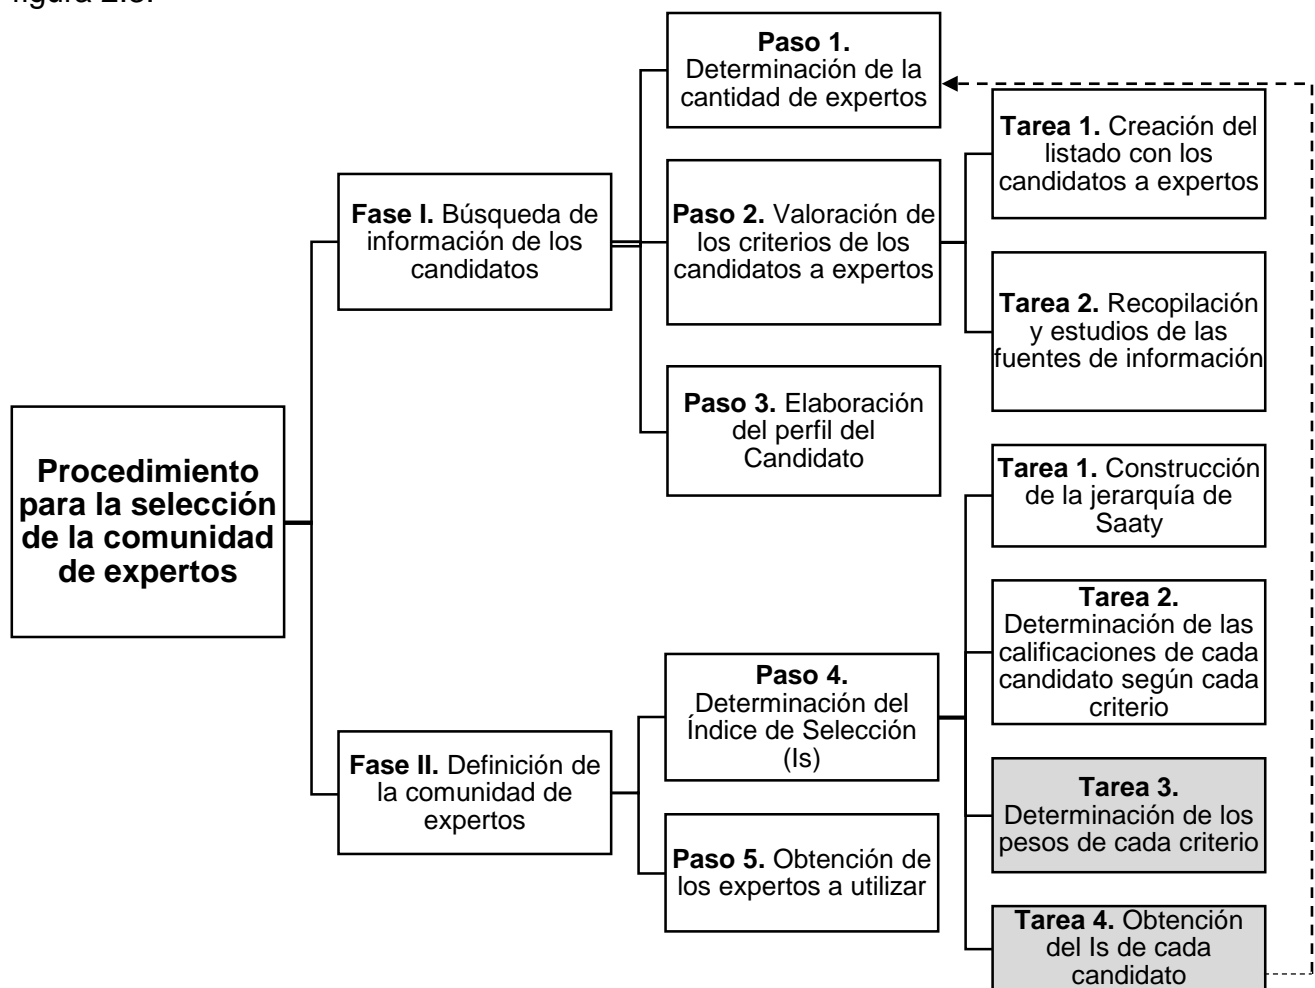 Paso 1.
Determinación de la
cantidad de expertos
Tarea 1. Creación del
listado con los
candidatos a expertos
Fase I. Búsqueda de
información de los
candidatos
Paso 2. Valoración de
los criterios de los
candidatos a expertos
Tarea 2. Recopilación
y estudios de las
fuentes de información
Paso 3. Elaboración
del perfil del
Candidato
Procedimiento
para la selección
de la comunidad
de expertos
Tarea 1. Construcción
de la jerarquía de
Saaty
Tarea 2.
Determinación de las
calificaciones de cada
candidato según cada
criterio
Paso 4.
Determinación del
Índice de Selección
(Is)
Fase II. Definición de
la comunidad de
expertos
Tarea 3.
Determinación de los
pesos de cada criterio
Paso 5. Obtención de
los expertos a utilizar
Tarea 4. Obtención
del Is de cada
candidato